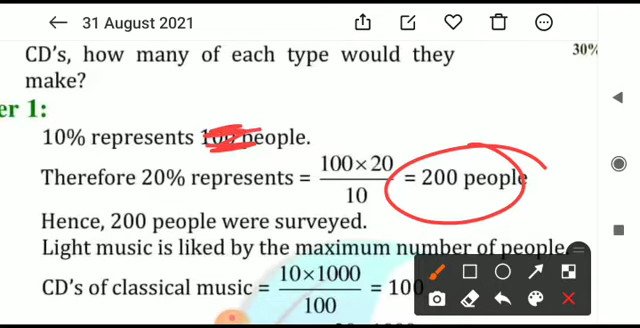 31 August 2021
CD's, how many of each type would they
30%
make?
er 1:
10% represents 100 people.
Therefore 20% represents = 100×20 / 10 = 200 people
Hence, 200 people were surveyed.
Light music is liked by the maximum number of people.
CD's of classical music = 10×1000 / 100 = 100